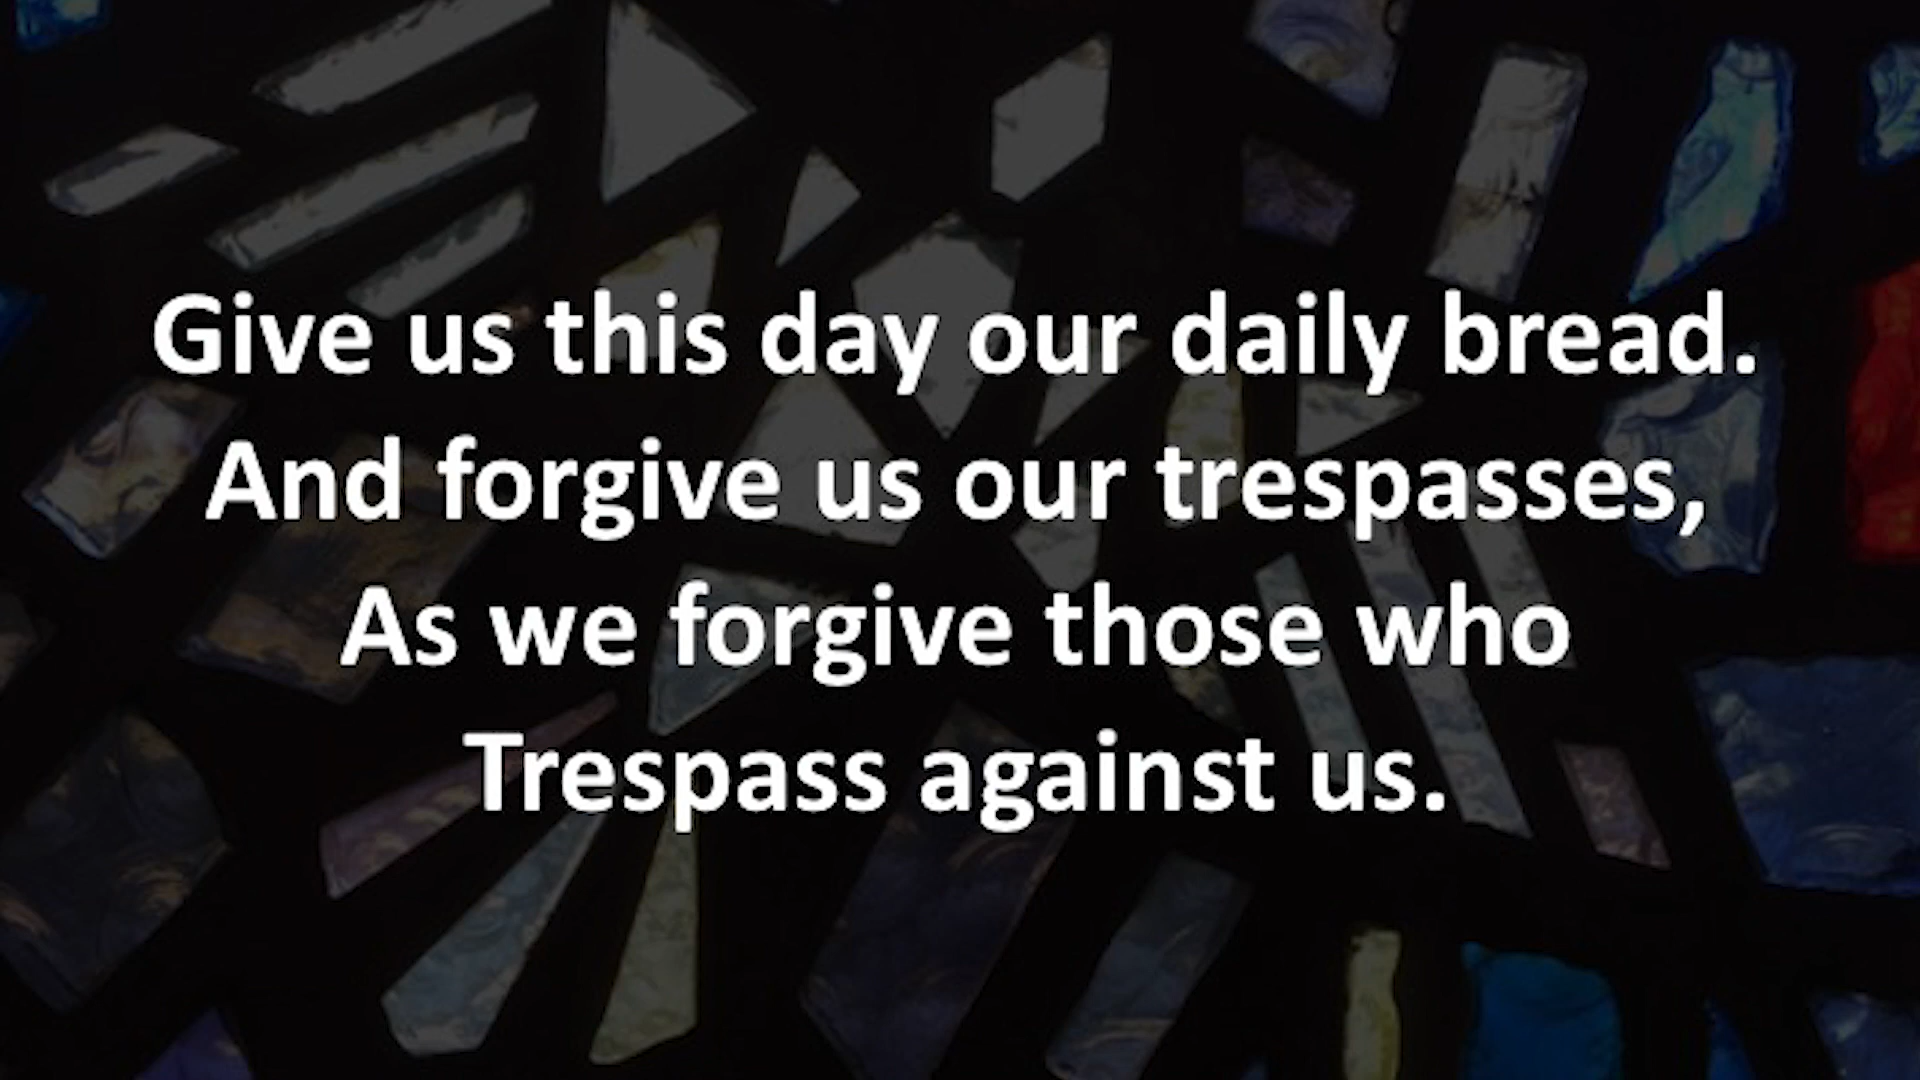 Give us this day our daily bread.
And forgive us our trespasses,
As we forgive those who
Trespass against us.